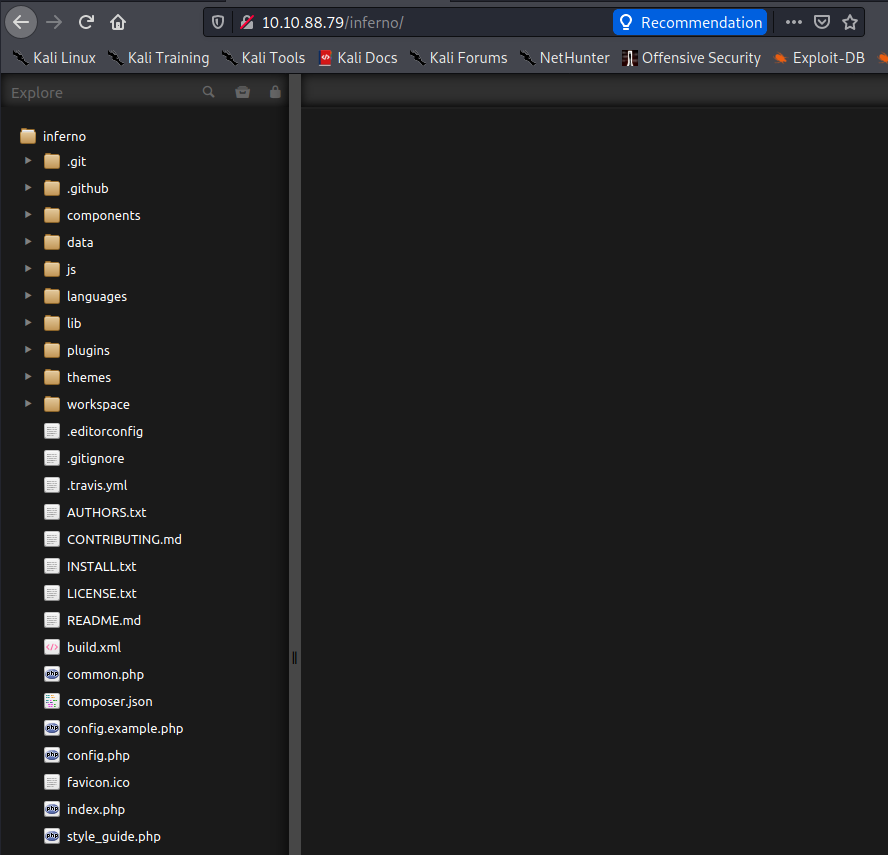 10.10.88.79/inferno/ Recommendation
Kali Linux Kali Training Kali Tools Kali Docs Kali Forums NetHunter Offensive Security Exploit-DB
Explore
inferno
.git
.github
components
data
js
languages
lib
plugins
themes
workspace
.editorconfig
.gitignore
.travis.yml
AUTHORS.txt
CONTRIBUTING.md
INSTALL.txt
LICENSE.txt
README.md
build.xml
common.php
composer.json
config.example.php
config.php
favicon.ico
index.php
style_guide.php